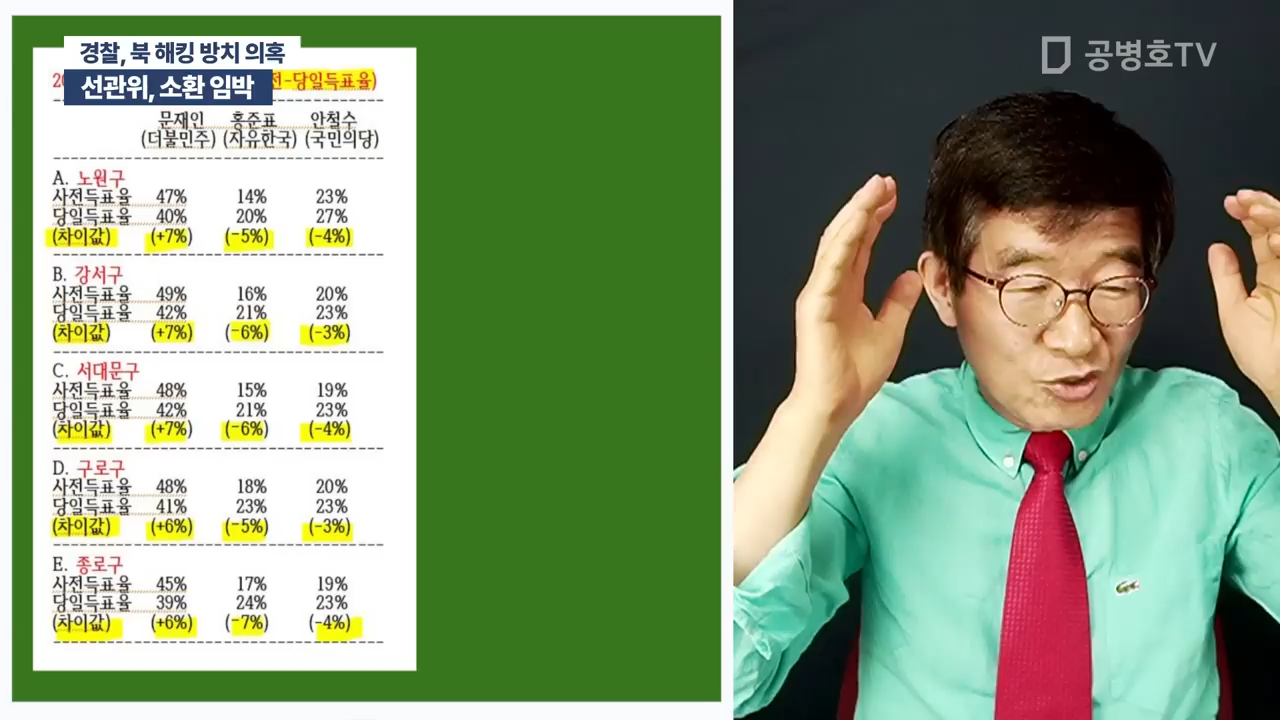 경찰, 북 해킹 방치 의혹
선관위, 소환 임박
공병호TV
20
전-당일득표율)
문재인 홍준표 안철수
(더불민주) (자유한국) (국민의당)
A. 노원구
사전득표율 47% 14% 23%
당일득표율 40% 20% 27%
(차이값) (+7%) (-5%) (-4%)
B. 강서구
사전득표율 49% 16% 20%
당일득표율 42% 21% 23%
(차이값) (+7%) (-6%) (-3%)
C. 서대문구
사전득표율 48% 15% 19%
당일득표율 42% 21% 23%
(차이값) (+7%) (-6%) (-4%)
D. 구로구
사전득표율 48% 18% 20%
당일득표율 41% 23% 23%
(차이값) (+6%) (-5%) (-3%)
E. 종로구
사전득표율 45% 17% 19%
당일득표율 39% 24% 23%
(차이값) (+6%) (-7%) (-4%)